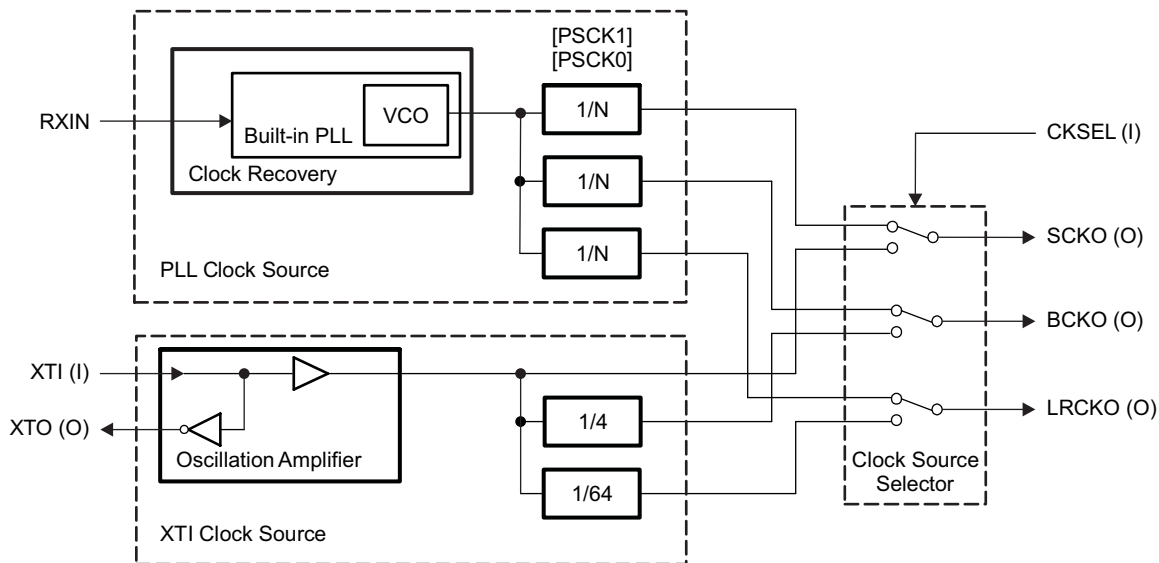 [PSCK1]
[PSCK0]
RXIN
VCO
Built-in PLL
Clock Recovery
1/N
1/N
1/N
PLL Clock Source
CKSEL (I)
SCKO (O)
BCKO (O)
LRCKO (O)
Clock Source
Selector
XTI (I)
XTO (O)
Oscillation Amplifier
1/4
1/64
XTI Clock Source